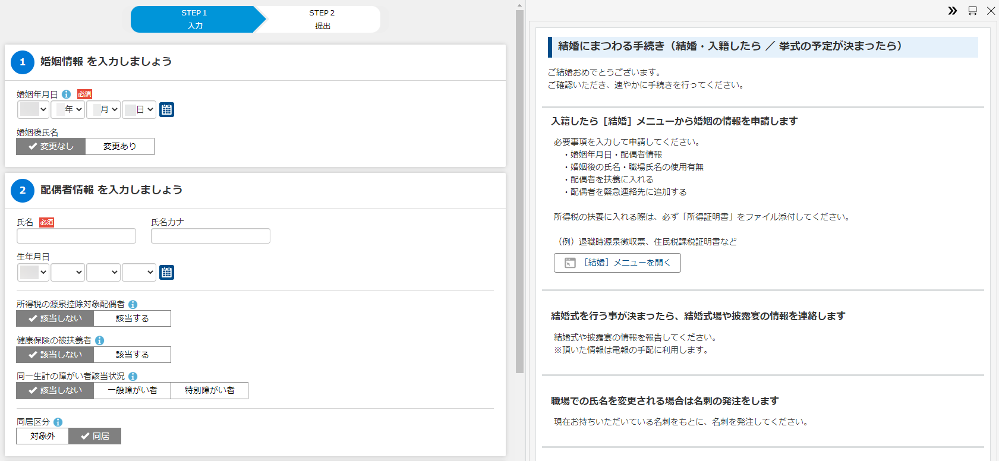 STEP 1
入力
STEP 2
提出
1 婚姻情報 を入力しましょう
婚姻年月日 必須
年 月 日
婚姻後氏名
変更なし 変更あり
2 配偶者情報 を入力しましょう
氏名 必須 氏名カナ
生年月日
所得税の源泉控除対象配偶者
該当しない 該当する
健康保険の被扶養者
該当しない 該当する
同一生計の障がい者該当状況
該当しない 一般障がい者 特別障がい者
同居区分
対象外 同居
結婚にまつわる手続き（結婚・入籍したら ／ 挙式の予定が決まったら）
ご結婚おめでとうございます。
ご確認いただき、速やかに手続きを行ってください。
入籍したら［結婚］メニューから婚姻の情報を申請します
必要事項を入力して申請してください。
・婚姻年月日・配偶者情報
・婚姻後の氏名・職場氏名の使用有無
・配偶者を扶養に入れる
・配偶者を緊急連絡先に追加する
所得税の扶養に入れる際は、必ず「所得証明書」をファイル添付してください。
（例）退職時源泉徴収票、住民税課税証明書など
［結婚］メニューを開く
結婚式を行う事が決まったら、結婚式場や披露宴の情報を連絡します
結婚式や披露宴の情報を報告してください。
※頂いた情報は電報の手配に利用します。
職場での氏名を変更される場合は名刺の発注をします
現在お持ちいただいている名刺をもとに、名刺を発注してください。